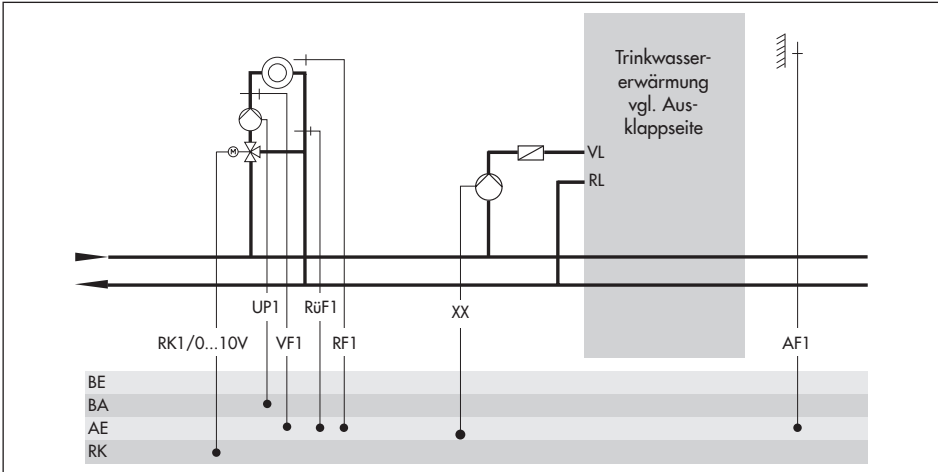 Trinkwasser-
erwärmung
vgl. Aus-
klappseite
M
VL
RL
UP1 RüF1 XX
RK1/0...10V VF1 RF1 AF1
BE
BA
AE
RK